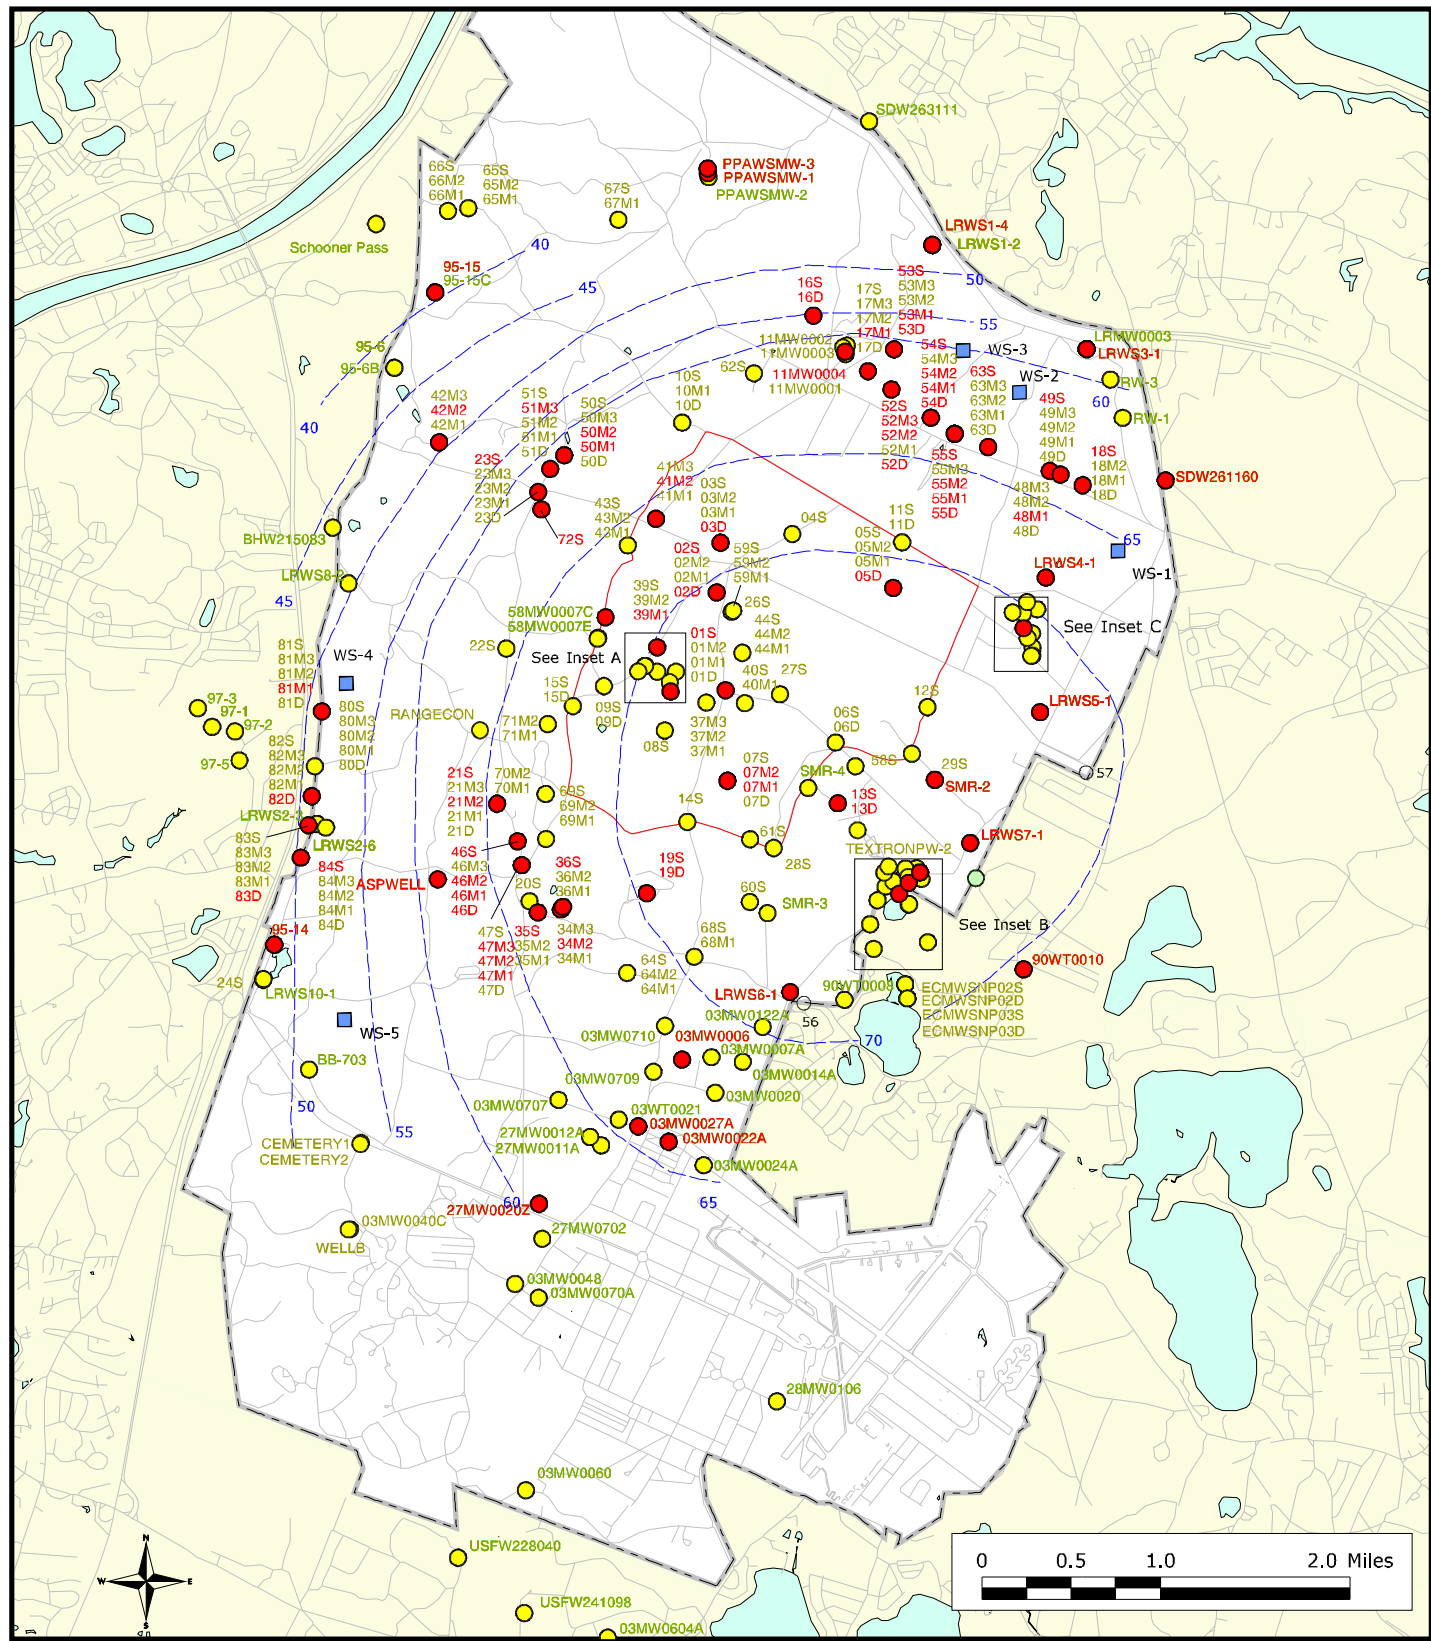 SDW263111
PPAWSMW-3
PPAWSMW-1
PPAWSMW-2
66S
66M2
66M1
65S
65M2
65M1
67S
67M1
Schooner Pass
40
LRWS1-4
LRWS1-2
95-15
95-15C
45
50
16S
16D
17S
17M3
17M2
17M1
17D
53S
53M3
53M2
53M1
53D
55
11MW0002
11MW0003
11MW0004
11MW0001
54S
54M3
54M2
54M1
54D
WS-3
LRMW0003
LRWS3-1
95-6
95-6B
62S
63S
63M3
63M2
63M1
63D
WS-2
RW-3
60
RW-1
10S
10M1
10D
42M3
42M2
42M1
51S
51M3
51M2
51M1
51D
50S
50M3
50M2
50M1
50D
52S
52M3
52M2
52M1
52D
49S
49M3
49M2
49M1
49D
40
23S
23M3
23M2
23M1
23D
41M3
41M2
41M1
03S
03M2
03M1
03D
55S
55M3
55M2
55M1
55D
18S
18M2
18M1
18D
SDW261160
48M3
48M2
48M1
48D
43S
43M2
43M1
04S
11S
11D
BHW215083
72S
05S
05M2
05M1
05D
65
02S
02M2
02M1
02D
59S
59M2
59M1
WS-1
LRWS4-1
LRWS8-2
45
39S
39M2
39M1
26S
58MW0007C
58MW0007E
44S
44M2
44M1
See Inset C
01S
01M2
01M1
01D
22S
See Inset A
81S
81M3
81M2
81M1
81D
WS-4
15S
15D
40S
40M1
27S
12S
97-3
97-1
97-2
80S
80M3
80M2
80M1
80D
RANGECON
71M2
71M1
09S
09D
37M3
37M2
37M1
06S
06D
LRWS5-1
82S
82M3
82M2
82M1
82D
08S
97-5
07S
07M2
07M1
07D
58S
29S
57
21S
21M3
21M2
21M1
21D
70M2
70M1
SMR-4
SMR-2
69S
69M2
69M1
14S
13S
13D
LRWS2-3
61S
LRWS7-1
83S
83M3
83M2
83M1
83D
LRWS2-6
TEXTRONPW-2
46S
46M3
46M2
46M1
46D
28S
84S
84M3
84M2
84M1
84D
ASPWELL
36S
36M2
36M1
19S
19D
20S
60S
SMR-3
95-14
35S
35M2
35M1
34M3
34M2
34M1
47S
47M3
47M2
47M1
47D
68S
68M1
See Inset B
24S
LRWS10-1
64S
64M2
64M1
90WT0010
LRWS6-1
90WT0008
ECMWSNP02S
ECMWSNP02D
ECMWSNP03S
ECMWSNP03D
56
WS-5
03MW0710
03MW0122A
03MW0006
03MW0007A
70
BB-703
03MW0709
03MW0014A
03MW0020
50
03MW0707
03WT0021
03MW0027A
27MW0012A
27MW0011A
03MW0022A
55
CEMETERY1
CEMETERY2
03MW0024A
60
27MW0020Z
65
03MW0040C
WELLB
27MW0702
03MW0048
03MW0070A
28MW0106
03MW0060
USFW228040
USFW241098
03MW0604A
N
W
E
S
0 0.5 1.0 2.0 Miles